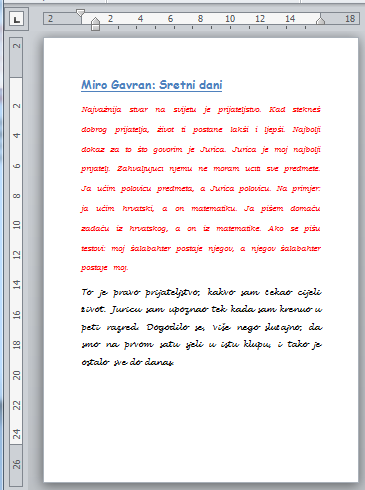 L 2 2 4 6 8 10 12 14 18
2
2
4
6
8
10
12
14
16
18
20
22
24
26
Miro Gavran: Sretni dani
Najvažnija stvar na svijetu je prijateljstvo. Kad stekneš
dobrog prijatelja, život ti postane lakši i ljepši. Najbolji
dokaz za to što govorim je Jurica. Jurica je moj najbolji
prijatelj. Zahvaljujući njemu ne moram učiti sve predmete.
Ja učim polovicu predmeta, a Jurica polovicu. Na primjer:
ja učim hrvatski, a on matematiku. Ja pišem domaću
zadaću iz hrvatskog, a on iz matematike. Ako se pišu
testovi: moj šalabahter postaje njegov, a njegov šalabahter
postaje moj.
To je pravo prijateljstvo, kakvo sam čekao cijeli
život. Juricu sam upoznao tek kada sam krenuo u
peti razred. Dogodilo se, više nego slučajno, da
smo na prvom satu sjeli u istu klupu, i tako je
ostalo sve do danas.